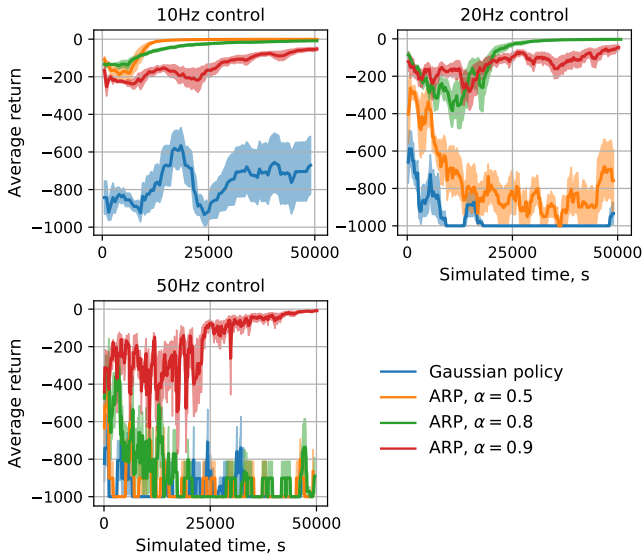 10Hz control
Average return
0
−200
−400
−600
−800
−1000
0
25000
50000
20Hz control
0
−200
−400
−600
−800
−1000
0
25000
50000
Simulated time, s
50Hz control
Average return
0
−200
−400
−600
−800
−1000
0
25000
50000
Simulated time, s
Gaussian policy
ARP, α = 0.5
ARP, α = 0.8
ARP, α = 0.9